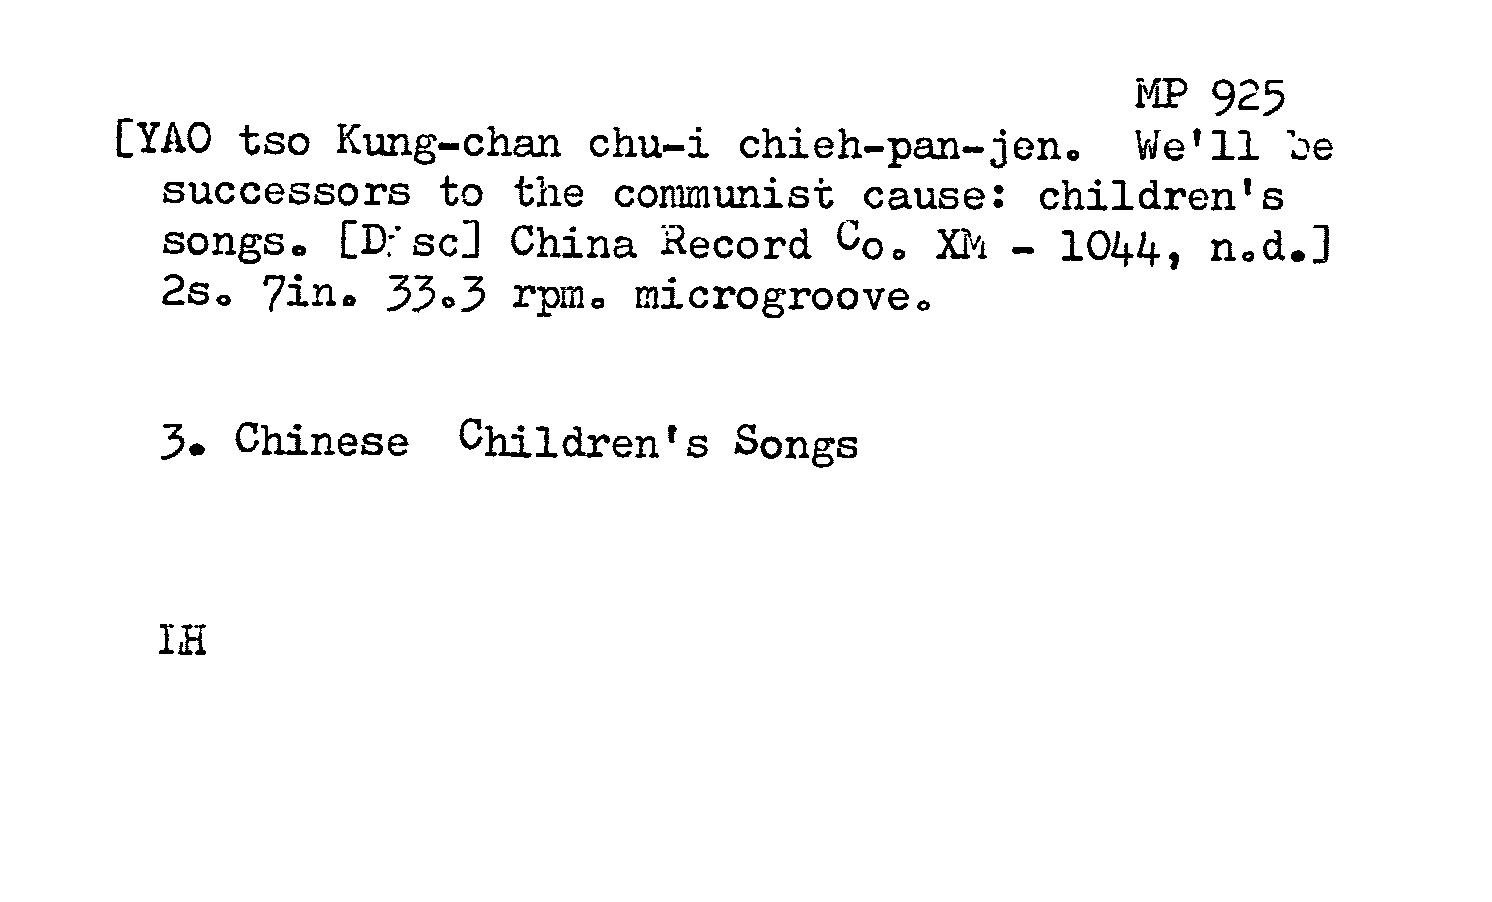 MP 925
[YAO tso Kung-chan chu-i chieh-pan-jen. We'll be
successors to the communist cause: children's
songs. [Disc] China Record Co. XM - 1044, n.d.]
2s. 7in. 33.3 rpm. microgroove.
3. Chinese Children's Songs
IH